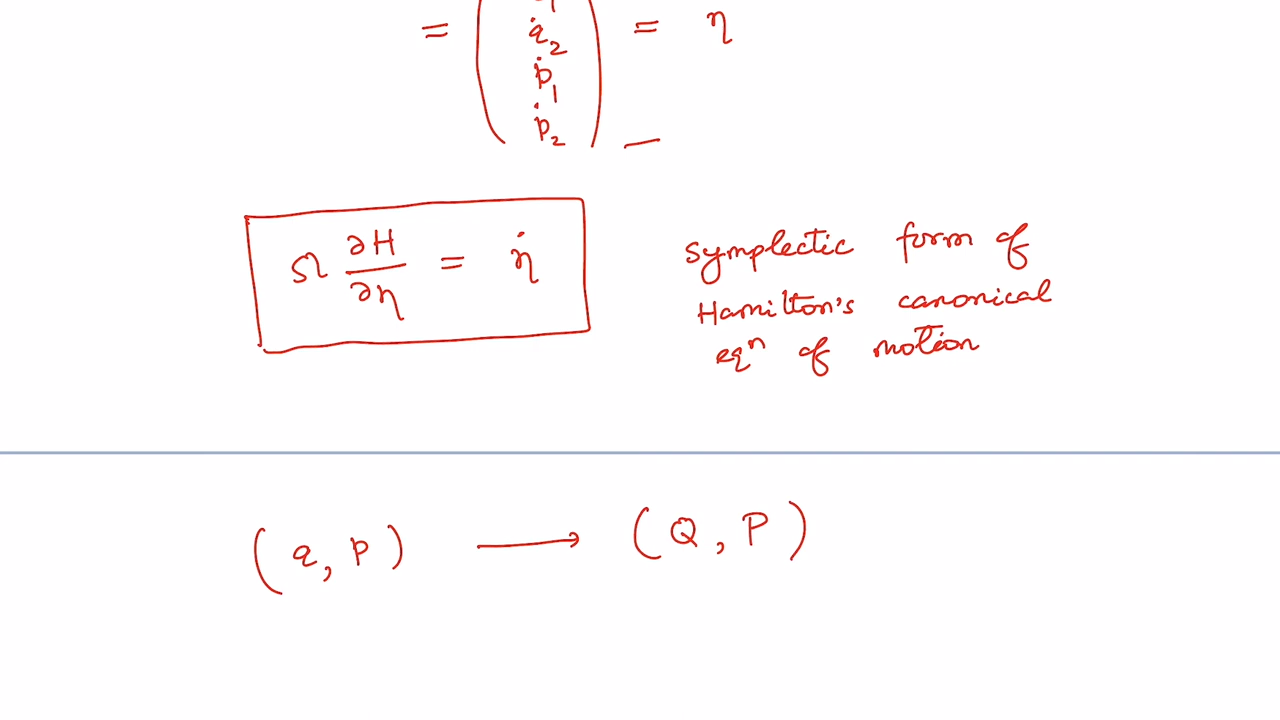 = ( q̇₂ ṗ₁ ṗ₂ ) = η
Ω ∂H/∂η = η̇
symplectic form of
Hamilton's canonical
eqⁿ of motion
(q, p) ⟶ (Q, P)